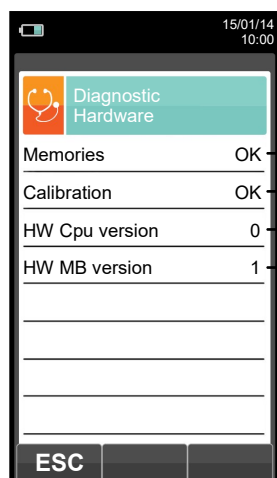 15/01/14
10:00
Diagnostic
Hardware
Memories OK
Calibration OK
HW Cpu version 0
HW MB version 1
ESC